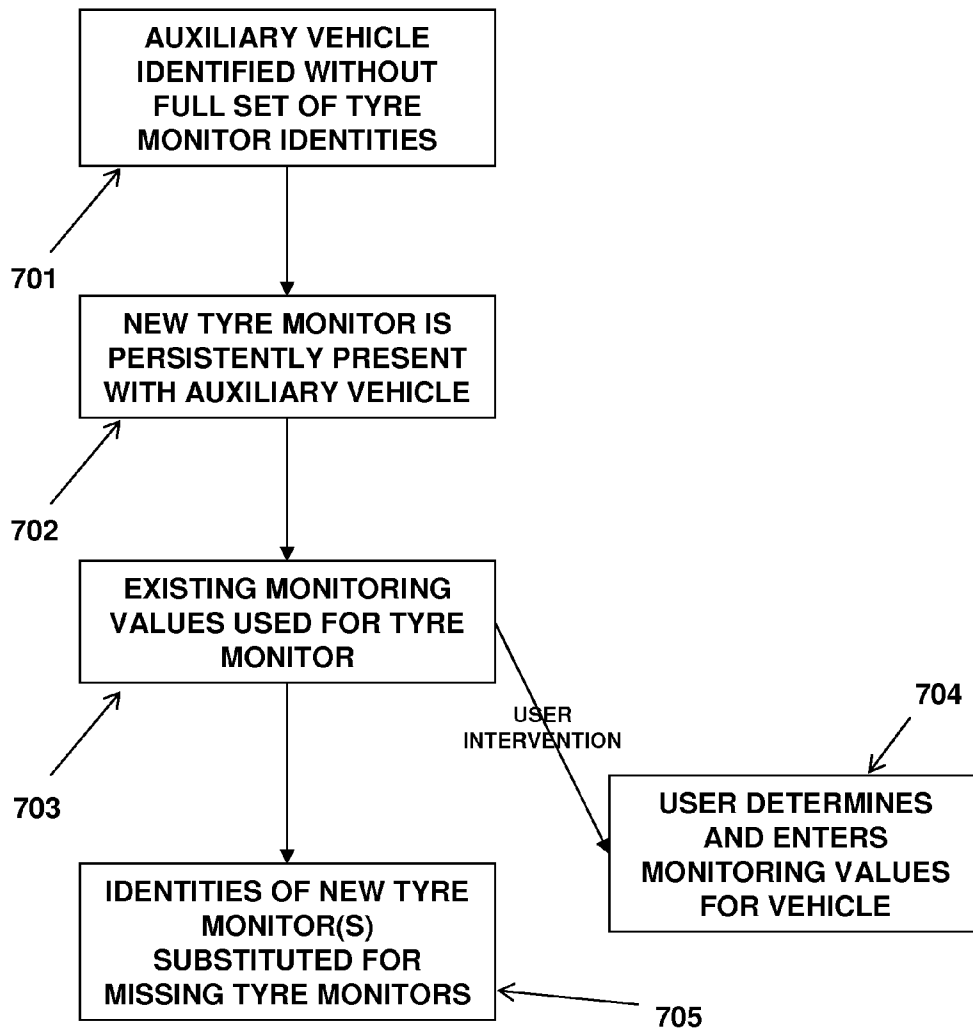 AUXILIARY VEHICLE
IDENTIFIED WITHOUT
FULL SET OF TYRE
MONITOR IDENTITIES
701
NEW TYRE MONITOR IS
PERSISTENTLY PRESENT
WITH AUXILIARY VEHICLE
702
EXISTING MONITORING
VALUES USED FOR TYRE
MONITOR
703
USER
INTERVENTION
704
USER DETERMINES
AND ENTERS
MONITORING VALUES
FOR VEHICLE
IDENTITIES OF NEW TYRE
MONITOR(S)
SUBSTITUTED FOR
MISSING TYRE MONITORS
705